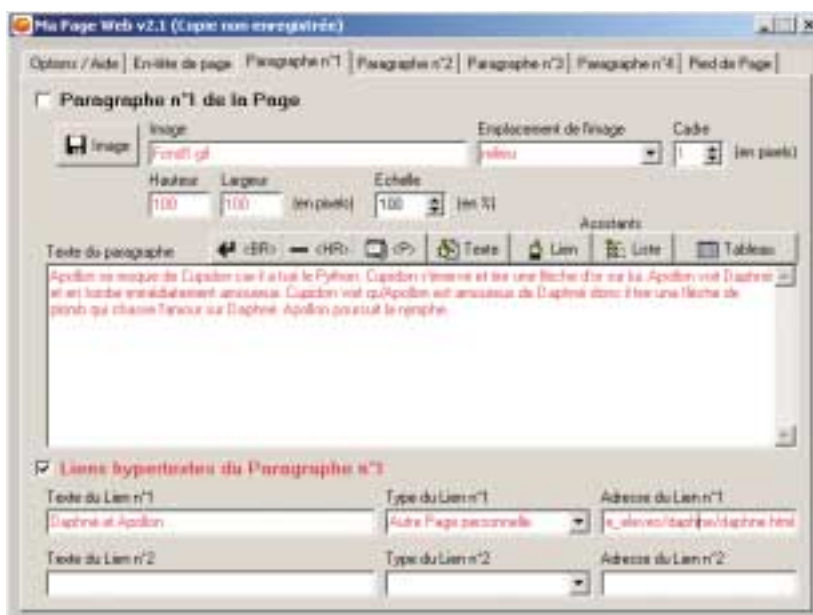 Ma Page Web v2.1 (Copie non enregistrée)
Options / Aide En-tête de page Paragraphe n°1 Paragraphe n°2 Paragraphe n°3 Paragraphe n°4 Pied de Page
Paragraphe n°1 de la Page
Image Image Emplacement de l'image Cadre
Fond1.gif milieu 1 (en pixels)
Hauteur Largeur Echelle
100 100 (en pixels) 100 (en %)
Assistants
Texte du paragraphe <BR> <HR> <P> Texte Lien Liste Tableau
Apollon se moque de Cupidon car il a tué le Python. Cupidon s'énerve et tire une flèche d'or sur lui. Apollon voit Daphné
et en tombe immédiatement amoureux. Cupidon voit qu'Apollon est amoureux de Daphné donc il tire une flèche de
plomb qui chasse l'amour sur Daphné. Apollon poursuit la nymphe.
Liens hypertextes du Paragraphe n°1
Texte du Lien n°1 Type du Lien n°1 Adresse du Lien n°1
Daphné et Apollon Autre Page personnelle e_eleves/daphne/daphne.html
Texte du Lien n°2 Type du Lien n°2 Adresse du Lien n°2